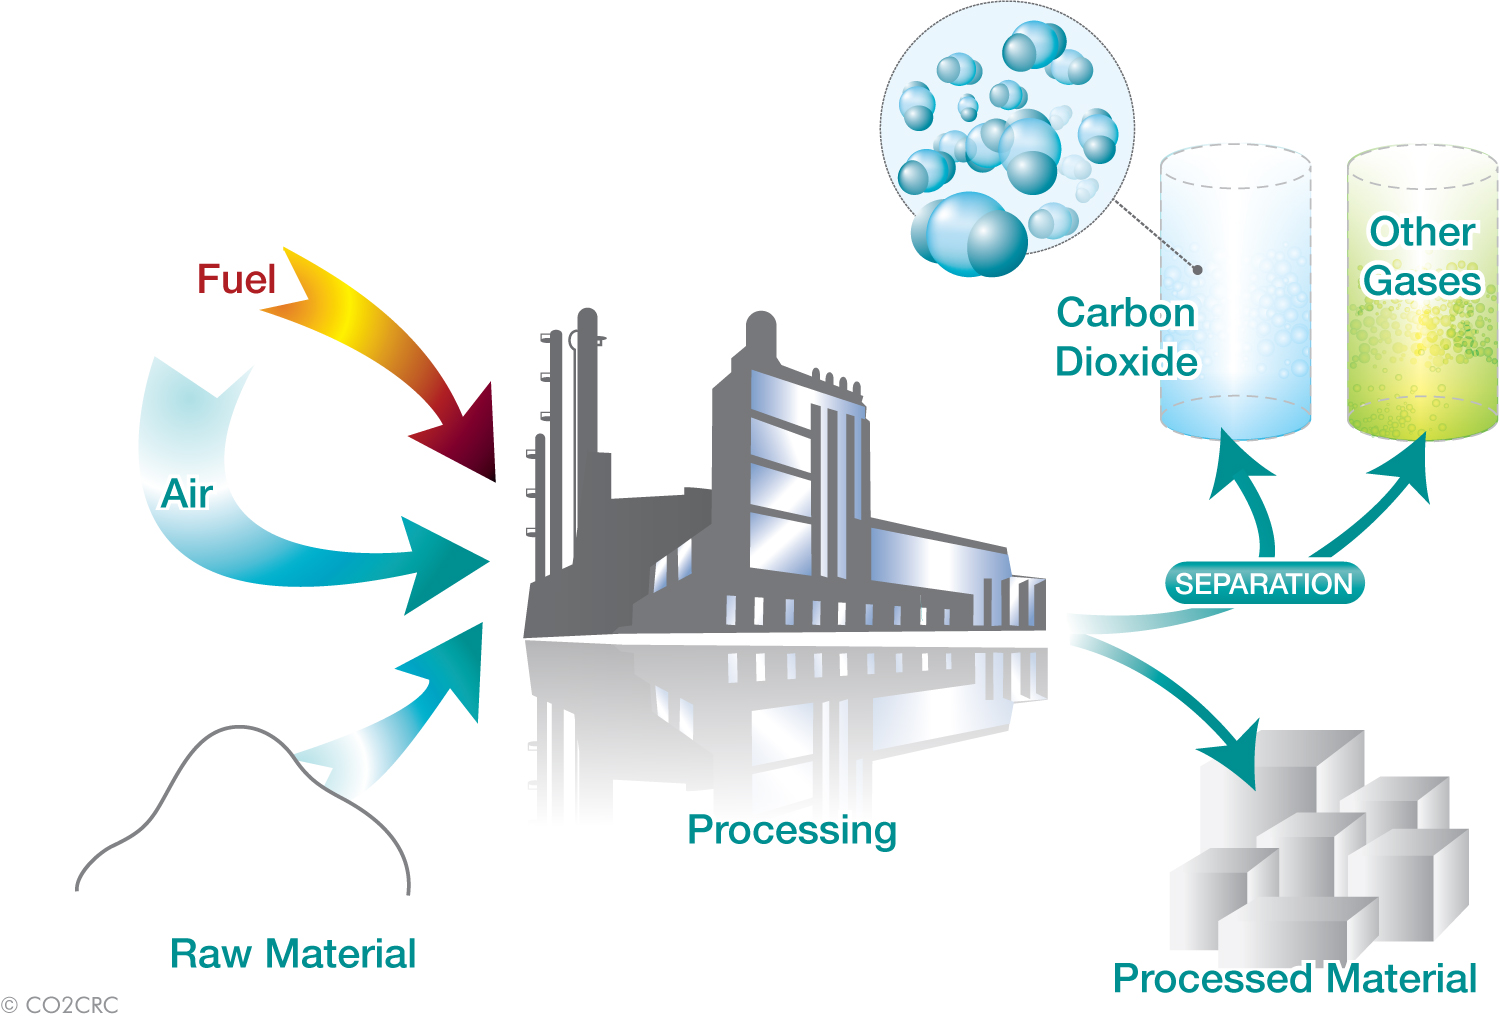 Fuel
Air
Raw Material
Processing
Carbon
Dioxide
Other
Gases
SEPARATION
Processed Material
© CO2CRC